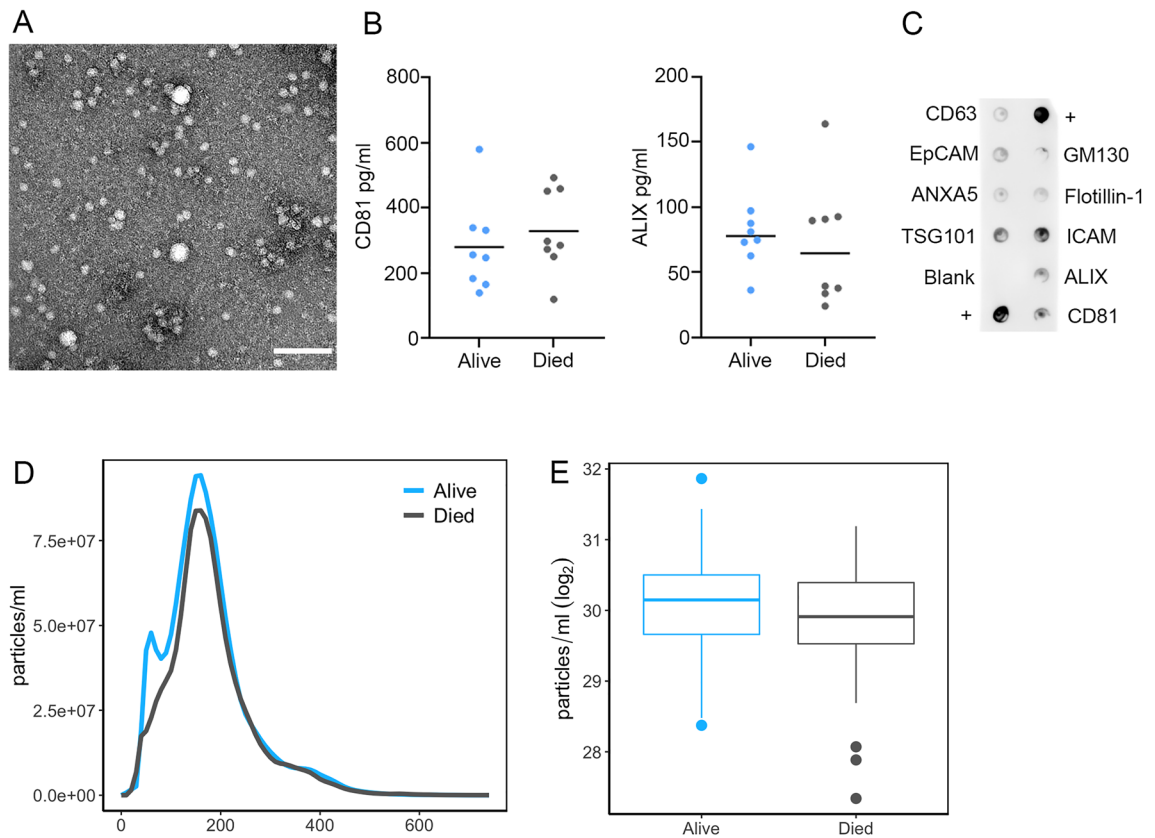 A
B
C
800
600
400
200
0
CD81 pg/ml
Alive
Died
200
150
100
50
0
ALIX pg/ml
Alive
Died
CD63
+
EpCAM
GM130
ANXA5
Flotillin-1
TSG101
ICAM
Blank
ALIX
+
CD81
D
Alive
Died
7.5e+07
5.0e+07
2.5e+07
0.0e+00
particles/ml
0
200
400
600
E
32
31
30
29
28
particles/ml (log₂)
Alive
Died